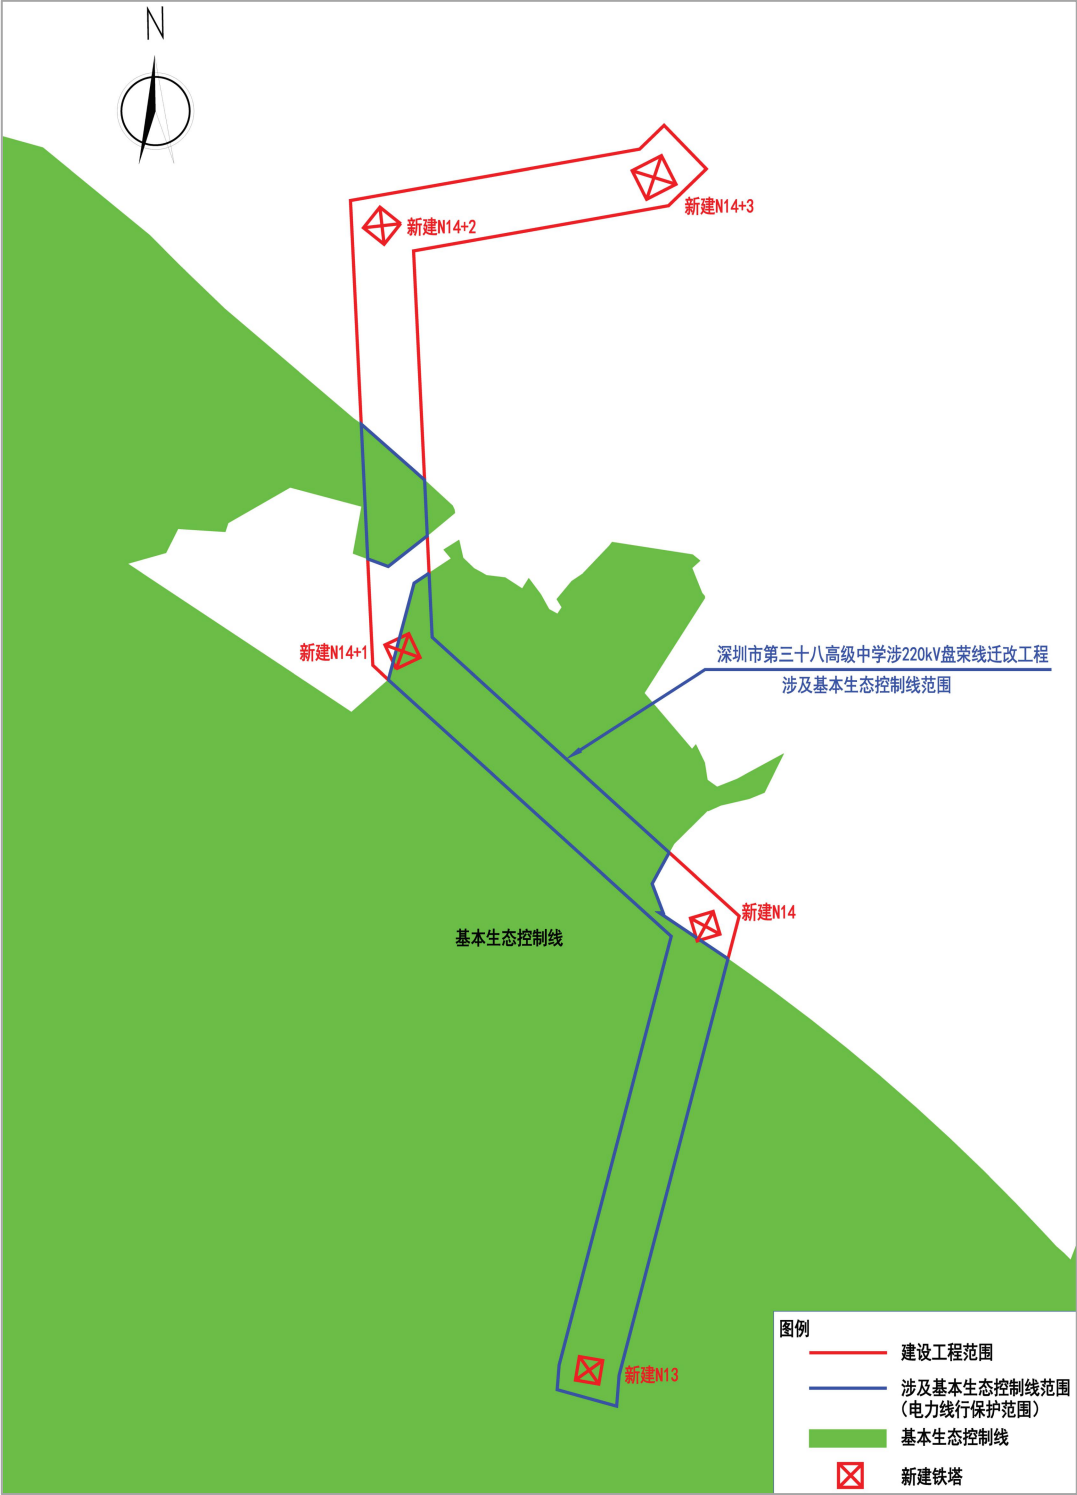 N
新建N14+3
新建N14+2
新建N14+1
深圳市第三十八高级中学涉220kV盘荣线迁改工程
涉及基本生态控制线范围
新建N14
基本生态控制线
新建N13
图例
建设工程范围
涉及基本生态控制线范围
（电力线行保护范围）
基本生态控制线
新建铁塔